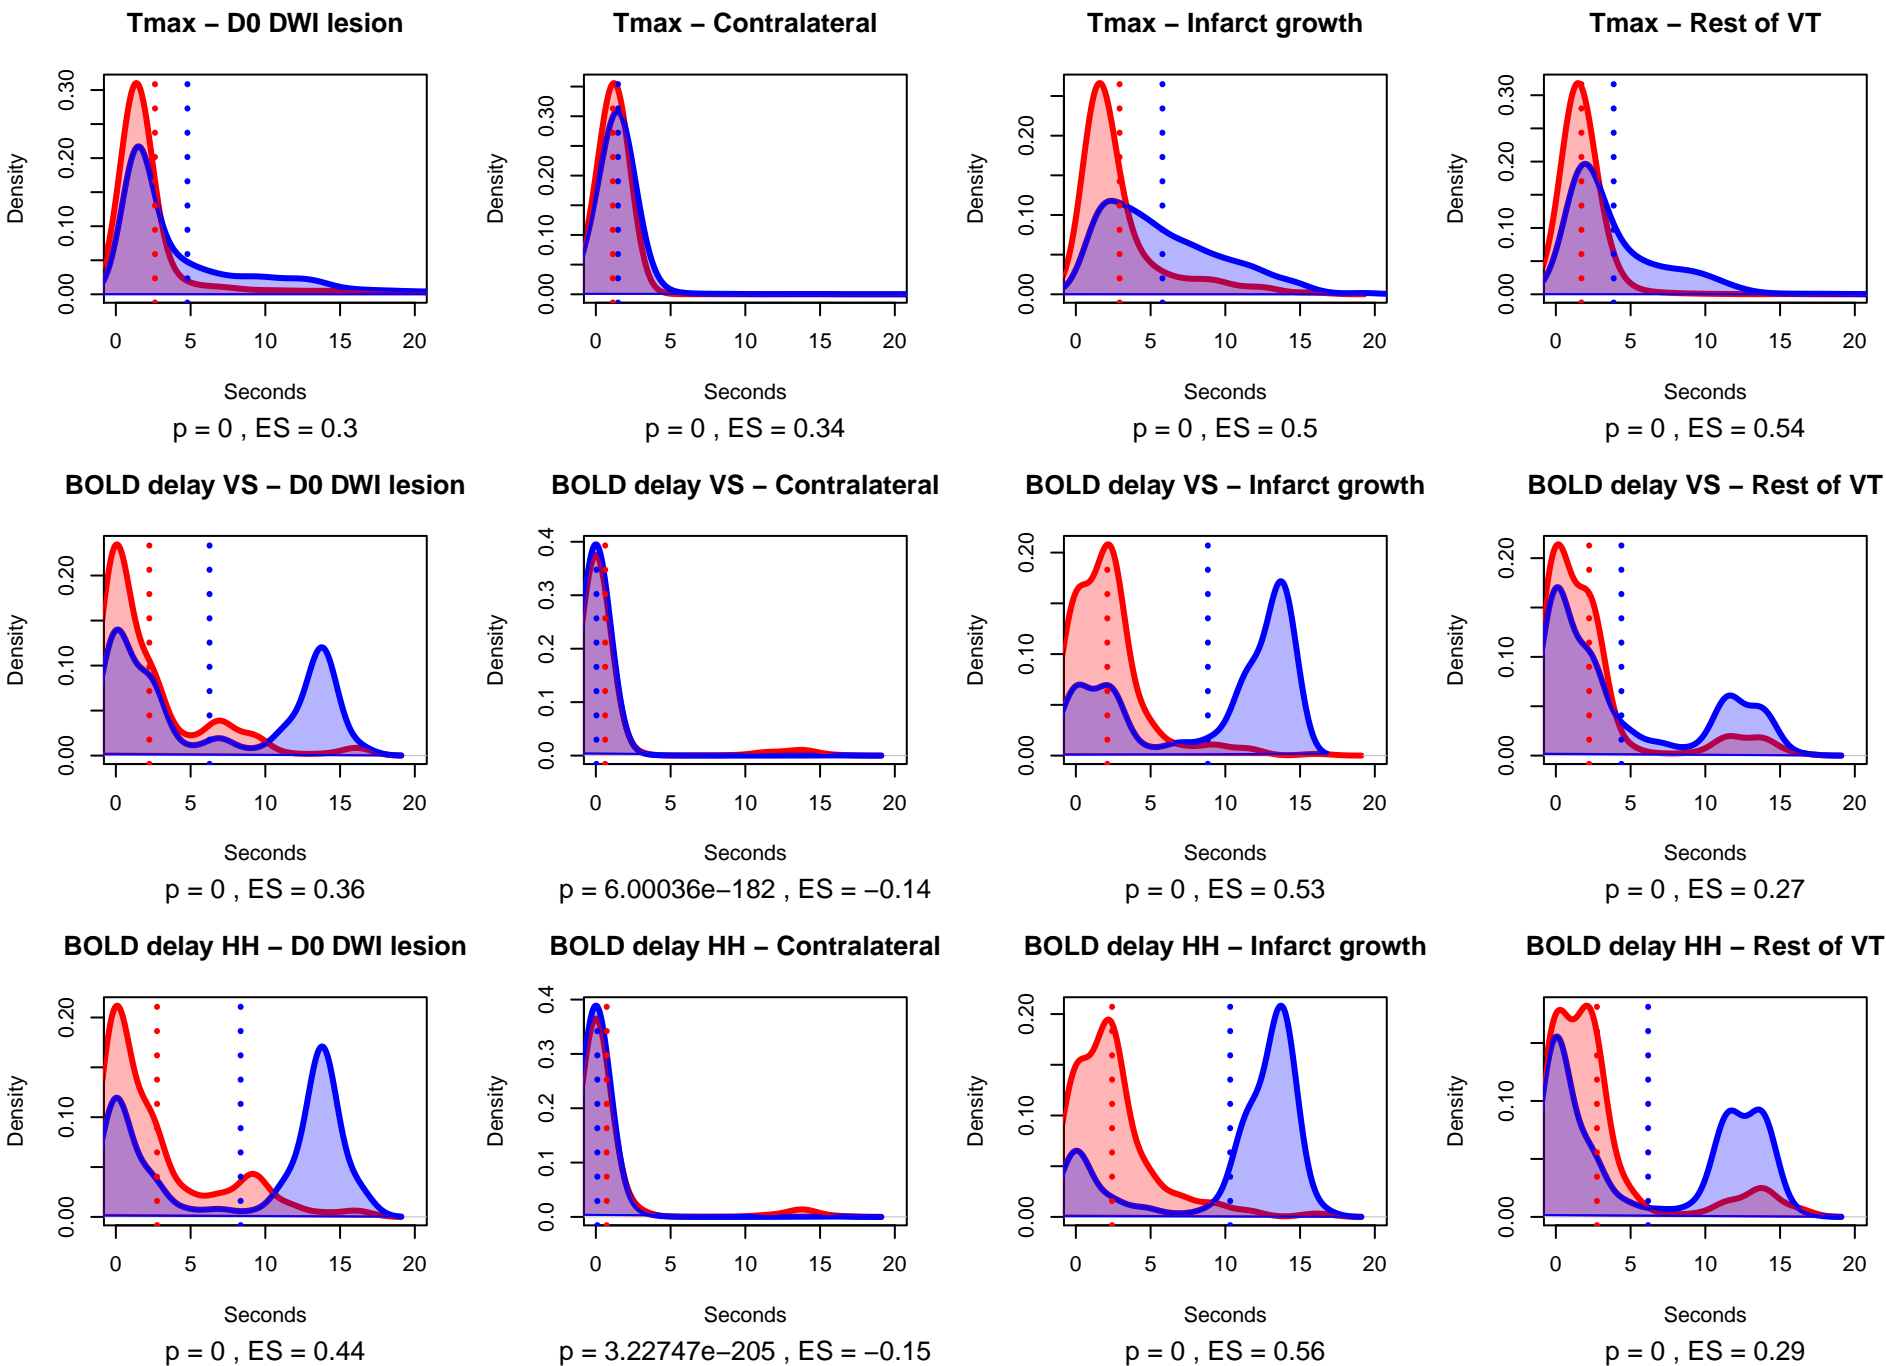 Tmax – D0 DWI lesion
Density
0.00 0.10 0.20 0.30
0 5 10 15 20
Seconds
p = 0 , ES = 0.3
Tmax – Contralateral
Density
0.00 0.10 0.20 0.30
0 5 10 15 20
Seconds
p = 0 , ES = 0.34
Tmax – Infarct growth
Density
0.00 0.10 0.20
0 5 10 15 20
Seconds
p = 0 , ES = 0.5
Tmax – Rest of VT
Density
0.00 0.10 0.20 0.30
0 5 10 15 20
Seconds
p = 0 , ES = 0.54
BOLD delay VS – D0 DWI lesion
Density
0.00 0.10 0.20
0 5 10 15 20
Seconds
p = 0 , ES = 0.36
BOLD delay VS – Contralateral
Density
0.0 0.1 0.2 0.3 0.4
0 5 10 15 20
Seconds
p = 6.00036e−182 , ES = −0.14
BOLD delay VS – Infarct growth
Density
0.00 0.10 0.20
0 5 10 15 20
Seconds
p = 0 , ES = 0.53
BOLD delay VS – Rest of VT
Density
0.00 0.10 0.20
0 5 10 15 20
Seconds
p = 0 , ES = 0.27
BOLD delay HH – D0 DWI lesion
Density
0.00 0.10 0.20
0 5 10 15 20
Seconds
p = 0 , ES = 0.44
BOLD delay HH – Contralateral
Density
0.0 0.1 0.2 0.3 0.4
0 5 10 15 20
Seconds
p = 3.22747e−205 , ES = −0.15
BOLD delay HH – Infarct growth
Density
0.00 0.10 0.20
0 5 10 15 20
Seconds
p = 0 , ES = 0.56
BOLD delay HH – Rest of VT
Density
0.00 0.10
0 5 10 15 20
Seconds
p = 0 , ES = 0.29